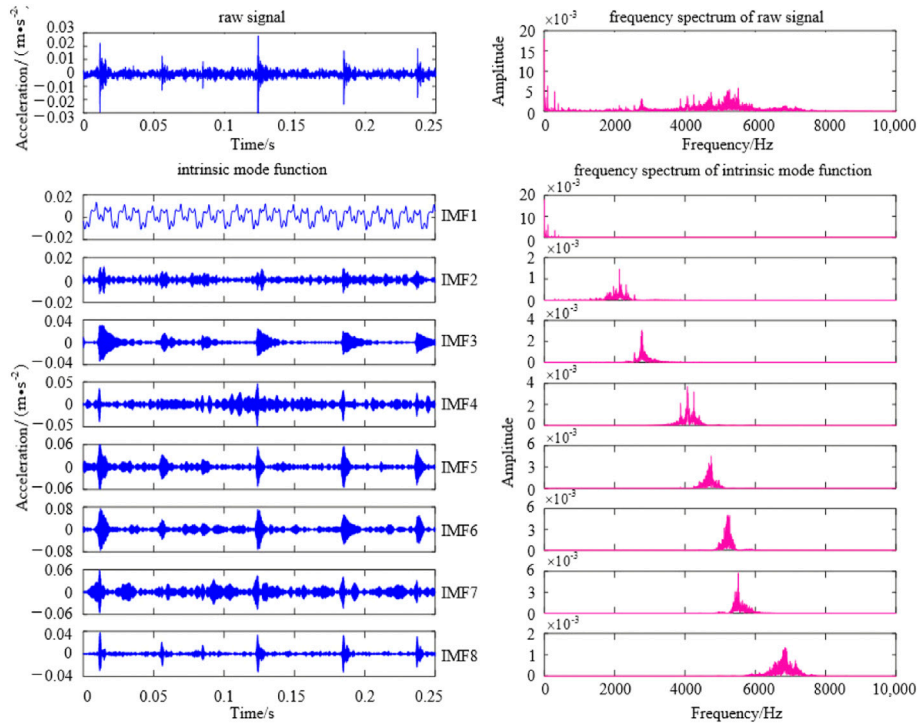 raw signal
Acceleration/(m•s⁻²)
0.03
0.02
0.01
0
−0.01
−0.02
−0.03
0 0.05 0.1 0.15 0.2 0.25
Time/s
frequency spectrum of raw signal
×10⁻³
Amplitude
20
15
10
5
0
0 2000 4000 6000 8000 10,000
Frequency/Hz
intrinsic mode function
Acceleration/(m•s⁻²)
0.02
0
−0.02
IMF1
0.02
0
−0.02
IMF2
0.04
0
−0.04
IMF3
0.05
0
−0.05
IMF4
0.06
0
−0.06
IMF5
0.08
0
−0.08
IMF6
0.06
0
−0.06
IMF7
0.04
0
−0.04
IMF8
0 0.05 0.1 0.15 0.2 0.25
Time/s
frequency spectrum of intrinsic mode function
Amplitude
×10⁻³
20
10
0
×10⁻³
2
1
0
×10⁻³
4
2
0
×10⁻³
4
2
0
×10⁻³
6
3
0
×10⁻³
6
3
0
×10⁻³
6
3
0
×10⁻³
2
1
0
0 2000 4000 6000 8000 10,000
Frequency/Hz